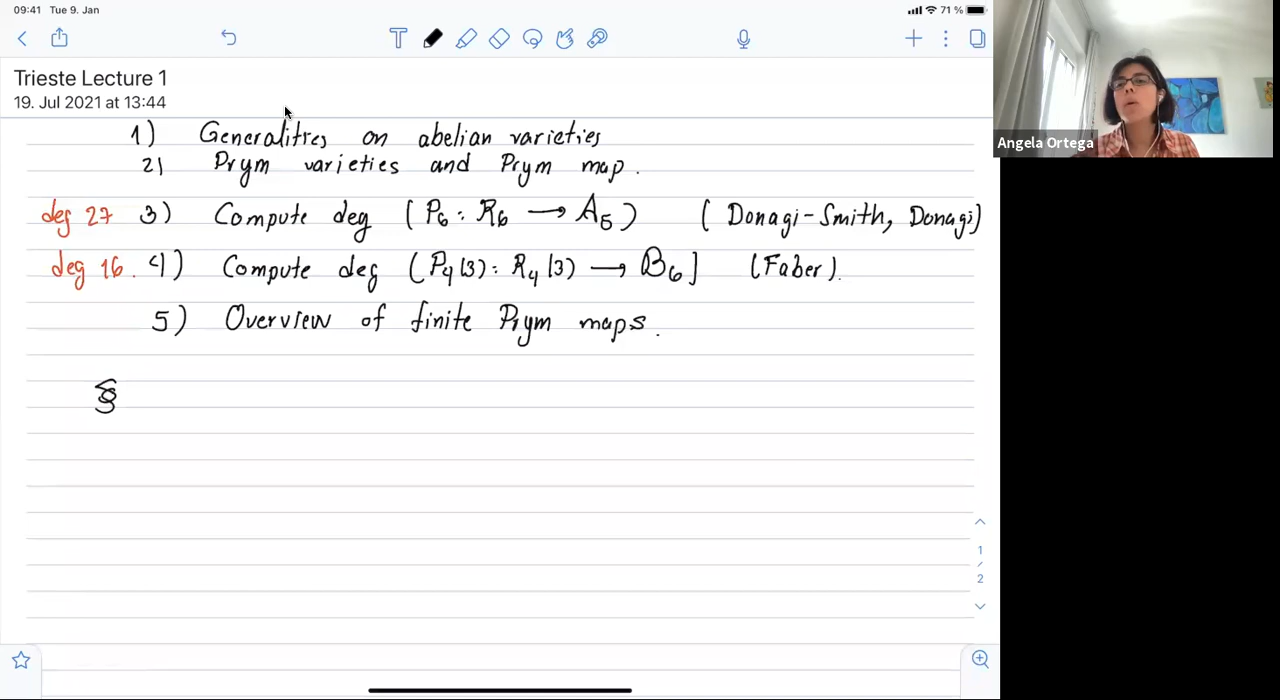 09:41 Tue 9. Jan 71 %
Trieste Lecture 1
19. Jul 2021 at 13:44
Angela Ortega
1) Generalitres on abelian varieties
2) Prym varieties and Prym map.
deg 27 3) Compute deg (P6 : R6 → A5) (Donagi-Smith, Donagi)
deg 16. 4) Compute deg (P4(3): R4(3) → B6] (Faber).
5) Overview of finite Prym maps.
§
1
/
2